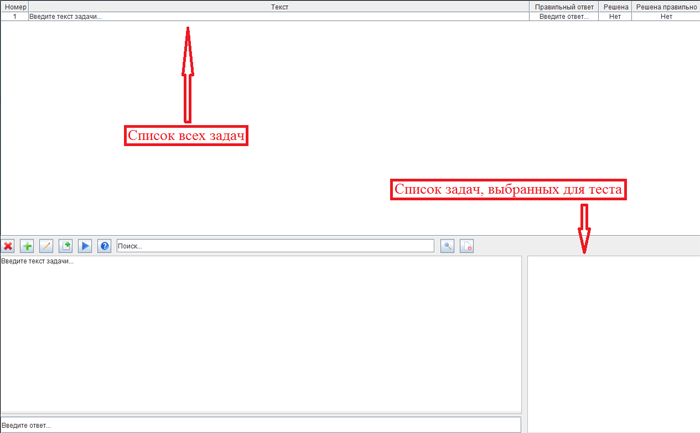 Номер Текст Правильный ответ Решена Решена правильно
1 Введите текст задачи... Введите ответ... Нет Нет
Список всех задач
Список задач, выбранных для теста
Поиск...
Введите текст задачи...
Введите ответ...